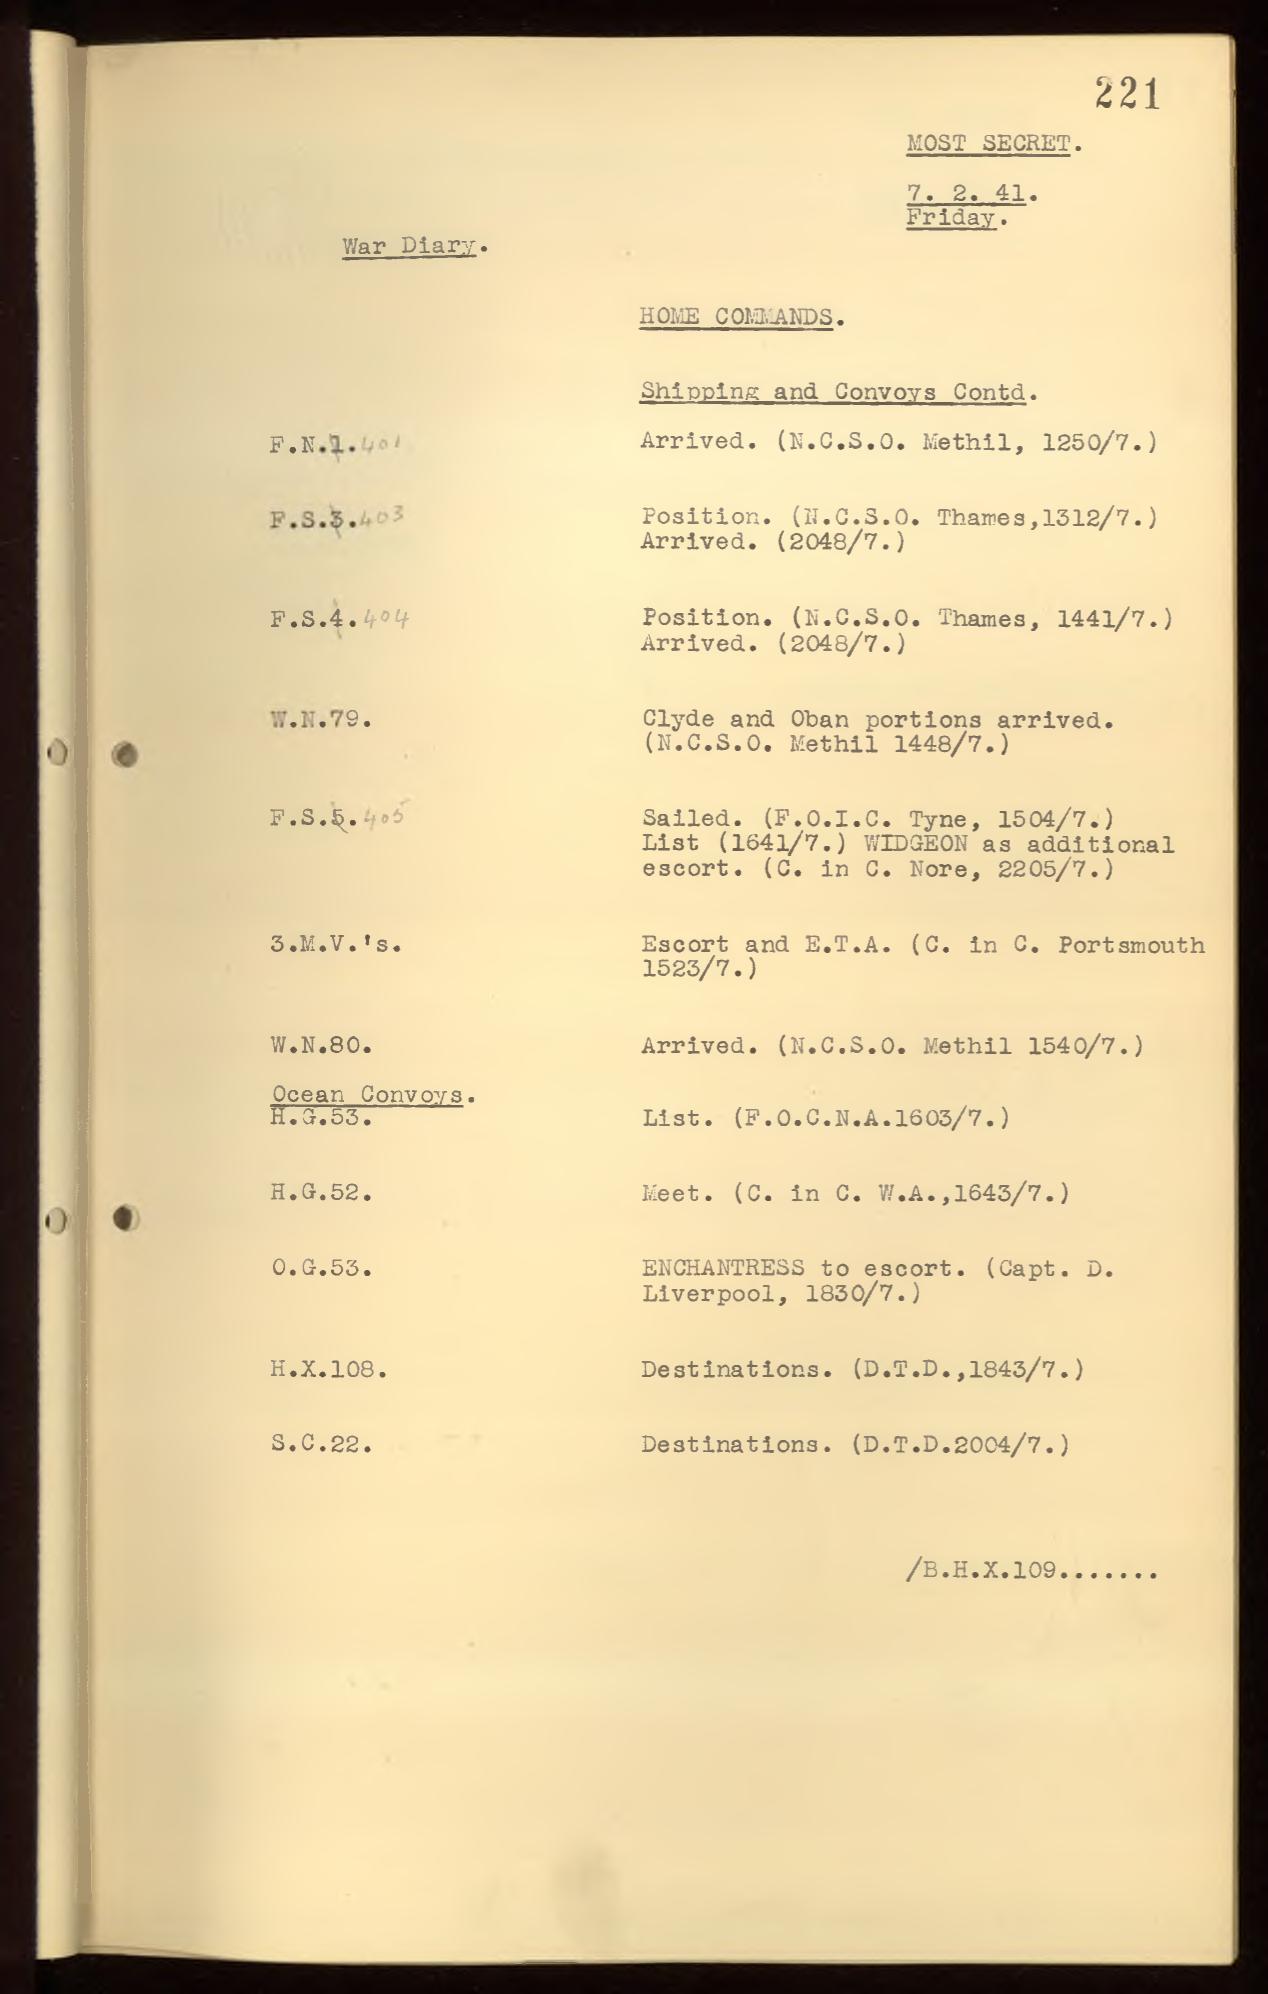 221
MOST SECRET.
7. 2. 41.
Friday.
War Diary.
HOME COMMANDS.
Shipping and Convoys Contd.
F.N.1.401 Arrived. (N.C.S.O. Methil, 1250/7.)
F.S.3.403 Position. (N.C.S.O. Thames,1312/7.)
Arrived. (2048/7.)
F.S.4.404 Position. (N.C.S.O. Thames, 1441/7.)
Arrived. (2048/7.)
W.N.79. Clyde and Oban portions arrived.
(N.C.S.O. Methil 1448/7.)
F.S.5.405 Sailed. (F.O.I.C. Tyne, 1504/7.)
List (1641/7.) WIDGEON as additional
escort. (C. in C. Nore, 2205/7.)
3.M.V.'s. Escort and E.T.A. (C. in C. Portsmouth
1523/7.)
W.N.80. Arrived. (N.C.S.O. Methil 1540/7.)
Ocean Convoys.
H.G.53. List. (F.O.C.N.A.1603/7.)
H.G.52. Meet. (C. in C. W.A.,1643/7.)
O.G.53. ENCHANTRESS to escort. (Capt. D.
Liverpool, 1830/7.)
H.X.108. Destinations. (D.T.D.,1843/7.)
S.C.22. Destinations. (D.T.D.2004/7.)
/B.H.X.109.......